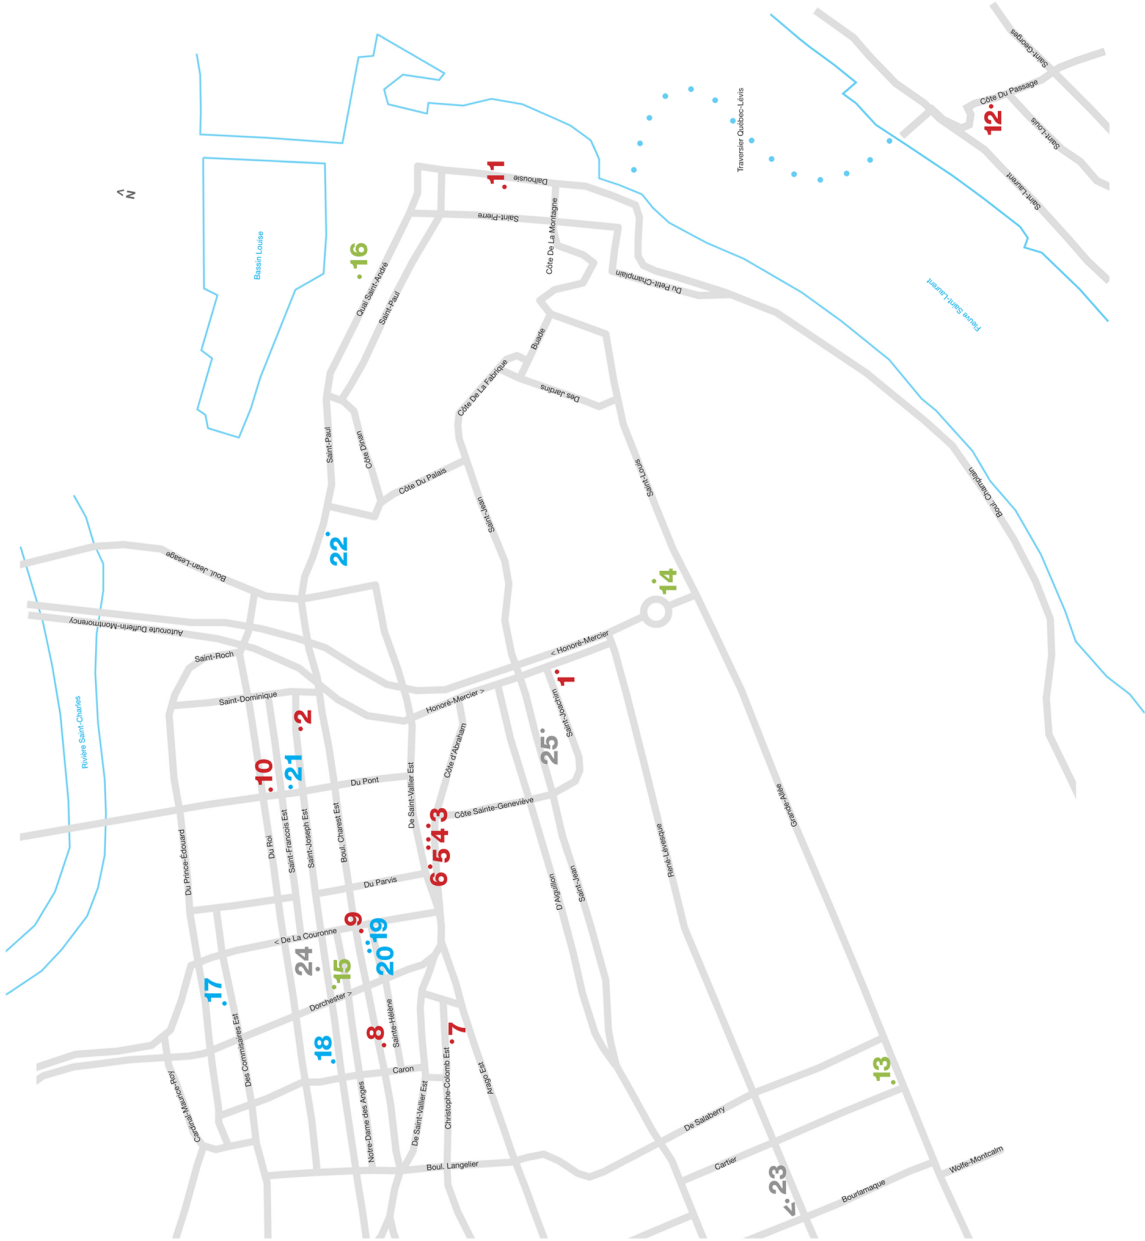 Saint-Georges
Côte Du Passage
12
Saint-Louis
Traversier Québec-Lévis
Saint-Laurent
11
Dalhousie
< N
Saint-Pierre
Côte De La Montagne
Bassin Louise
16
Quai Saint-André
Saint-Paul
Du Petit-Champlain
Fleuve Saint-Laurent
Buade
Côte De La Fabrique
Des Jardins
Saint-Paul
Côte Dinan
Côte Du Palais
Saint-Louis
Boul. Champlain
Saint-Jean
22
Boul. Jean-Lesage
14
Autoroute Dufferin-Montmorency
< Honoré-Mercier
Saint-Roch
1
Saint-Dominique
Honoré-Mercier >
Saint-Joachim
2
Rivière Saint-Charles
25
Côte d'Abraham
10
21
Du Pont
De Saint-Vallier Est
Côte Sainte-Geneviève
Grande-Allée
3
4
5
6
Du Prince-Édouard
Du Roi
Saint-Francois Est
Saint-Joseph Est
Boul. Charest Est
René-Lévesque
Du Parvis
D'Aiguillon
Saint-Jean
9
19
20
< De La Couronne
24
15
17
Dorchester >
18
8
Sainte-Hélène
7
Des Commisaires Est
Caron
Christophe-Colomb Est
Arago Est
13
Cardinal-Maurice-Roy
Notre-Dame des Anges
De Saint-Vallier Est
De Salaberry
Boul. Langelier
Cartier
Wolfe-Montcalm
< 23
Bourlamaque